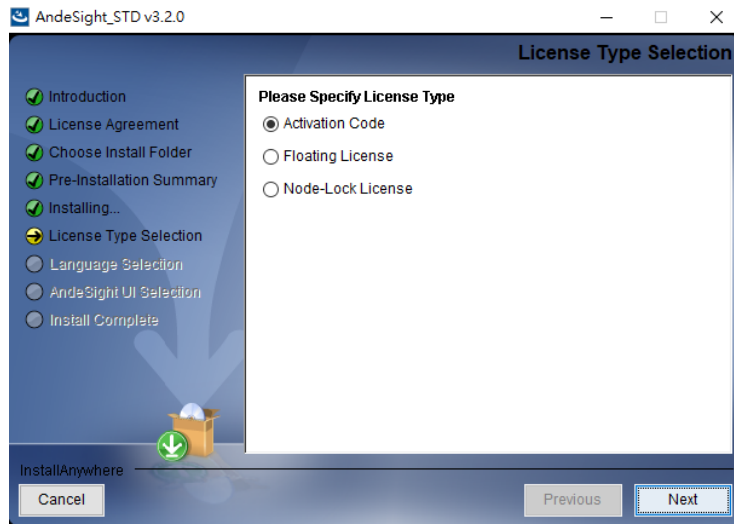 AndeSight_STD v3.2.0
License Type Selection
Introduction
License Agreement
Choose Install Folder
Pre-Installation Summary
Installing...
License Type Selection
Language Selection
AndeSight UI Selection
Install Complete
Please Specify License Type
Activation Code
Floating License
Node-Lock License
InstallAnywhere
Cancel
Previous
Next